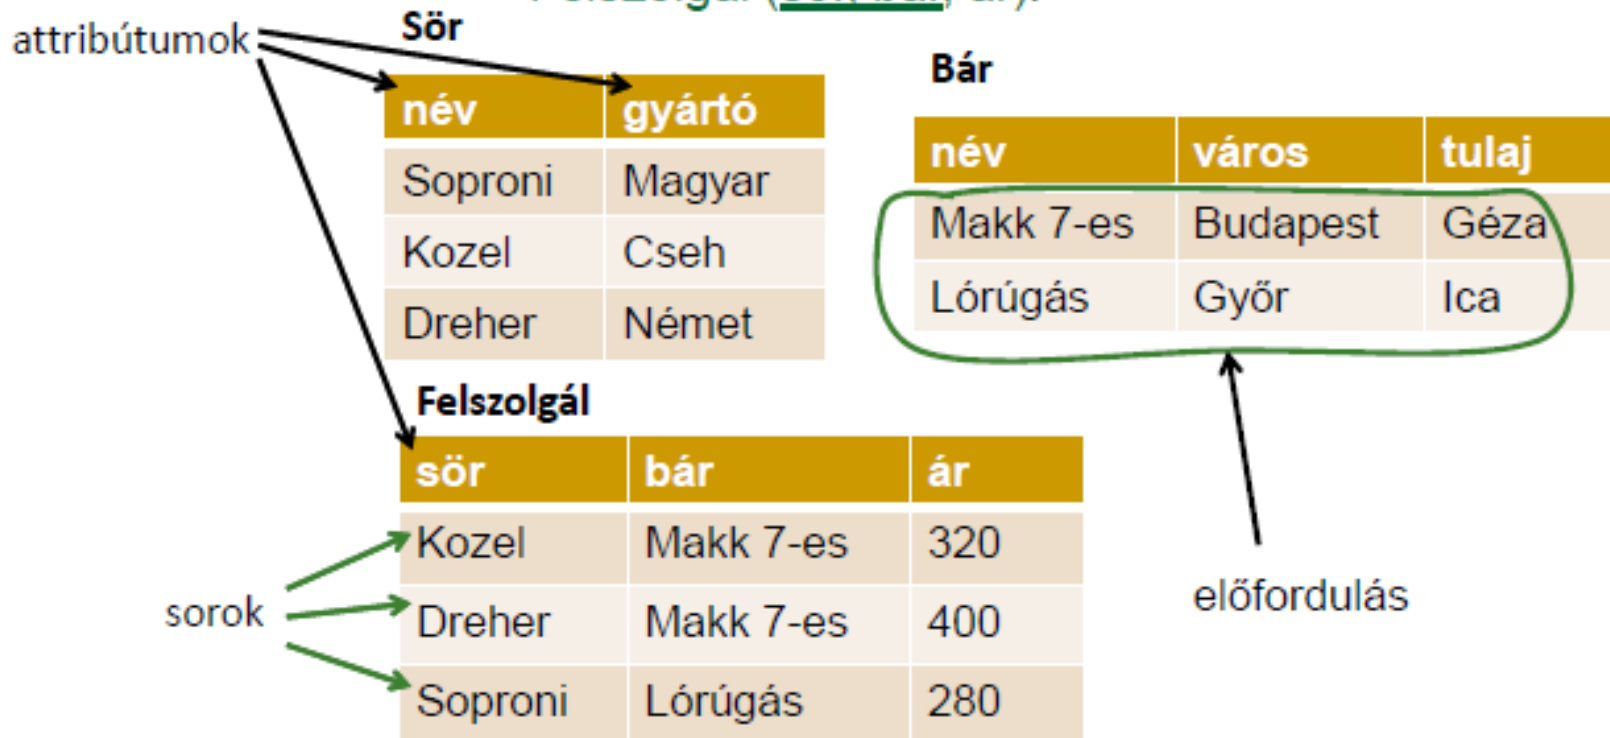 attribútumok
Sör
név gyártó
Soproni Magyar
Kozel Cseh
Dreher Német
Bár
név város tulaj
Makk 7-es Budapest Géza
Lórúgás Győr Ica
Felszolgál
sör bár ár
Kozel Makk 7-es 320
Dreher Makk 7-es 400
Soproni Lórúgás 280
sorok
előfordulás